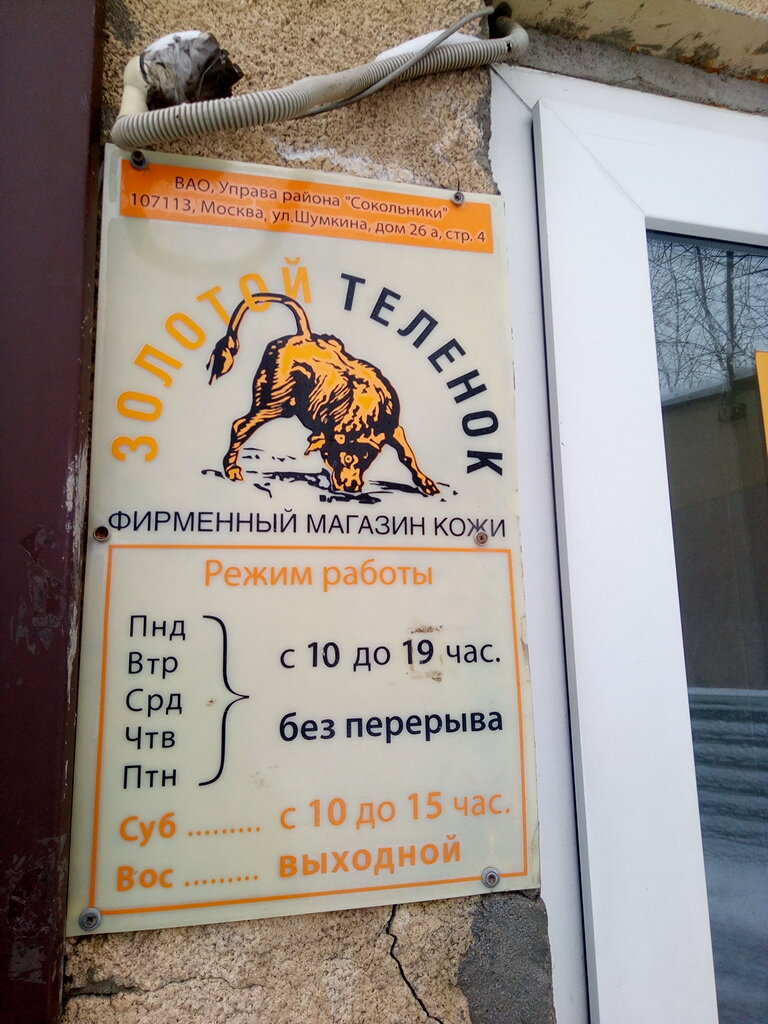 ВАО, Управа района "Сокольники"
107113, Москва, ул.Шумкина, дом 26 а, стр. 4
ЗОЛОТОЙ ТЕЛЕНОК
ФИРМЕННЫЙ МАГАЗИН КОЖИ
Режим работы
Пнд
Втр
Срд
Чтв
Птн
с 10 до 19 час.
без перерыва
Суб ......... с 10 до 15 час.
Вос ......... выходной